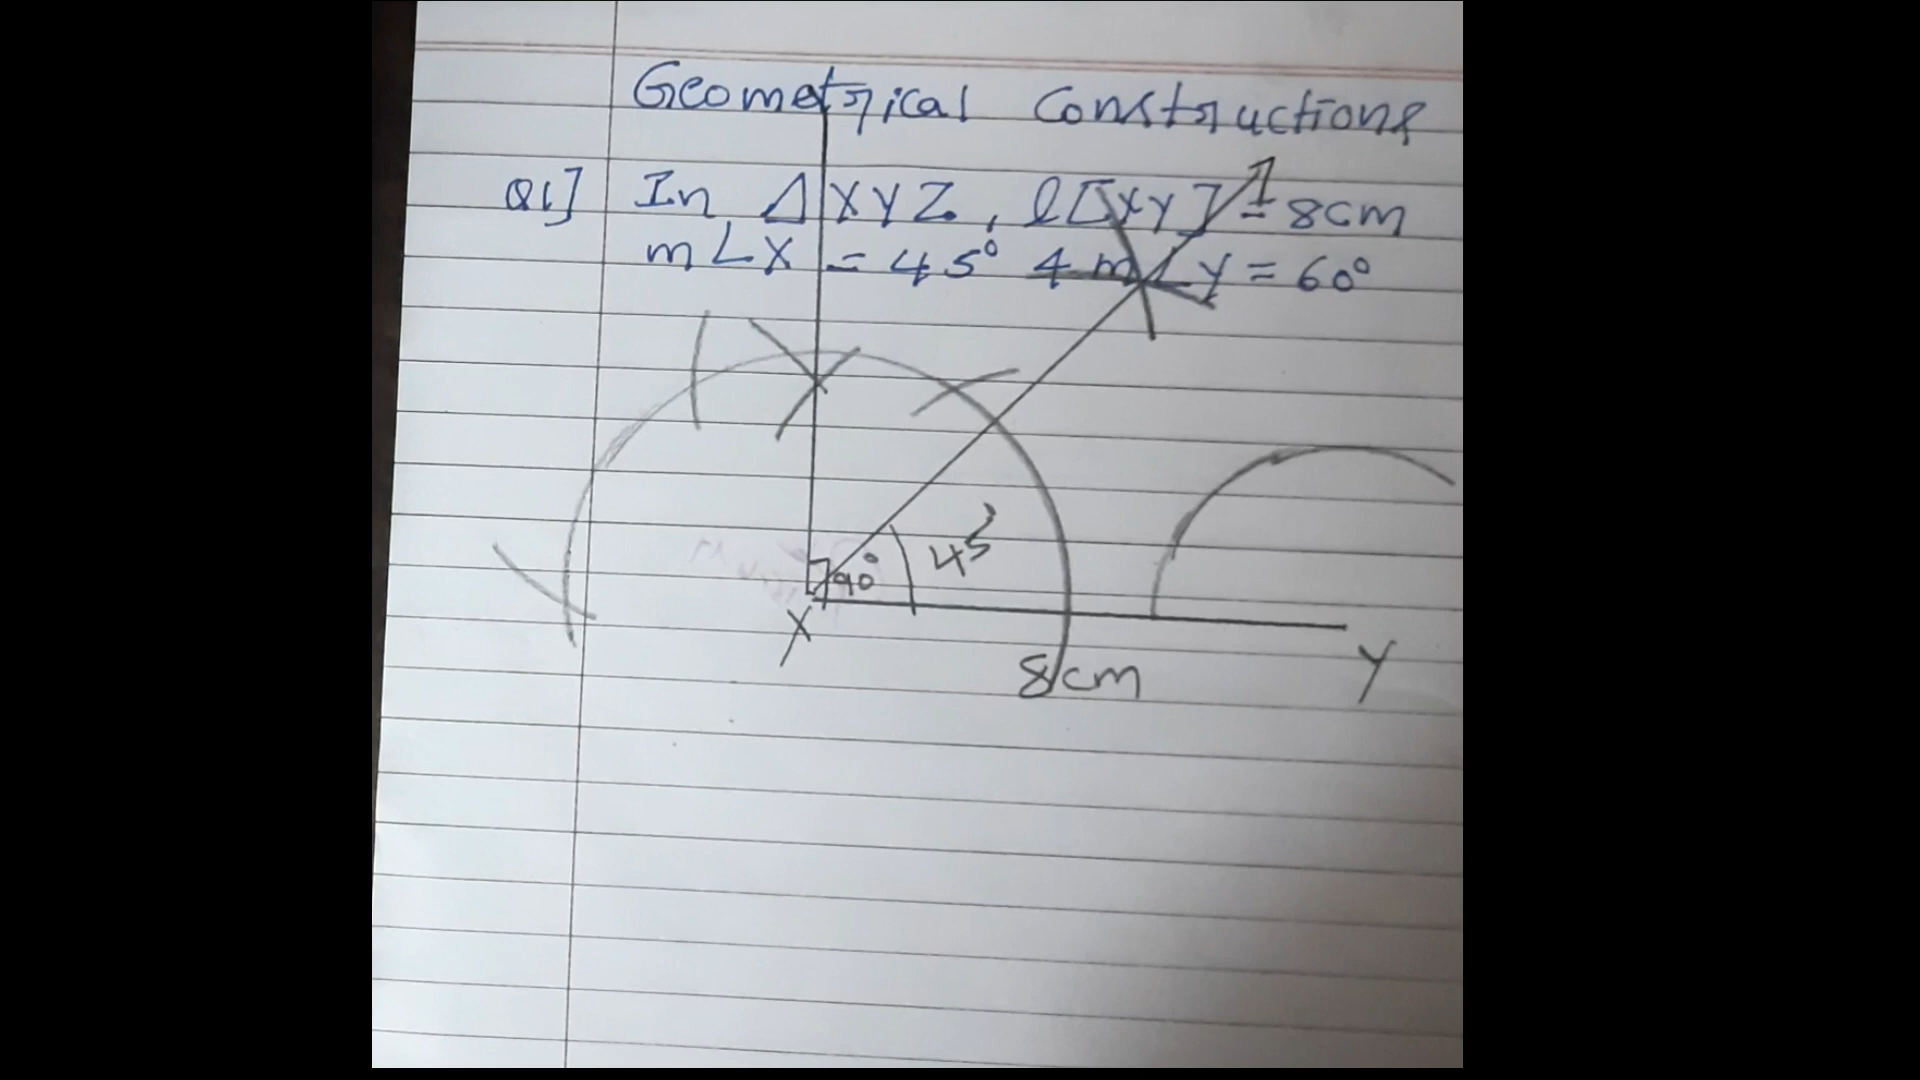 Geometrical Constructions
Q1] In △XYZ, l[XY] = 8cm
m∠X = 45° & m∠Y = 60°
45°
90°
X
8cm
Y